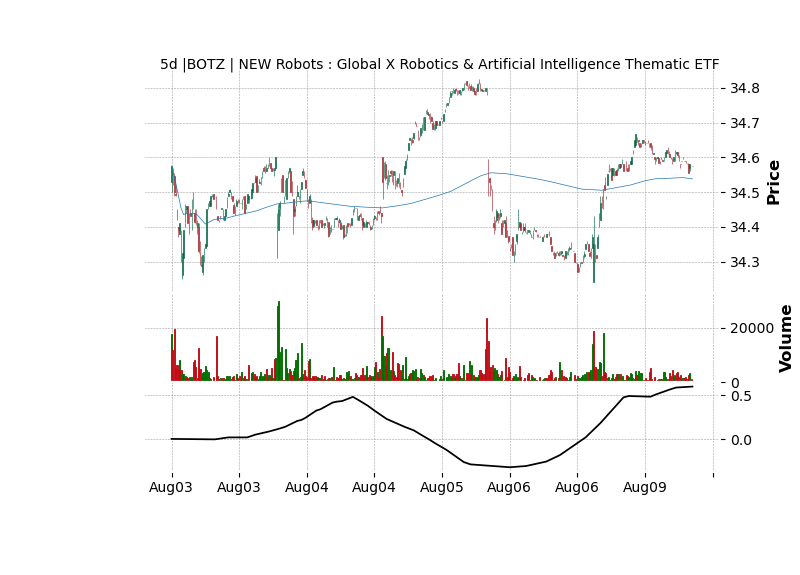 5d |BOTZ | NEW Robots : Global X Robotics & Artificial Intelligence Thematic ETF
34.8
34.7
34.6
34.5
34.4
34.3
Price
20000
0
Volume
0.5
0.0
Aug03 Aug03 Aug04 Aug04 Aug05 Aug06 Aug06 Aug09